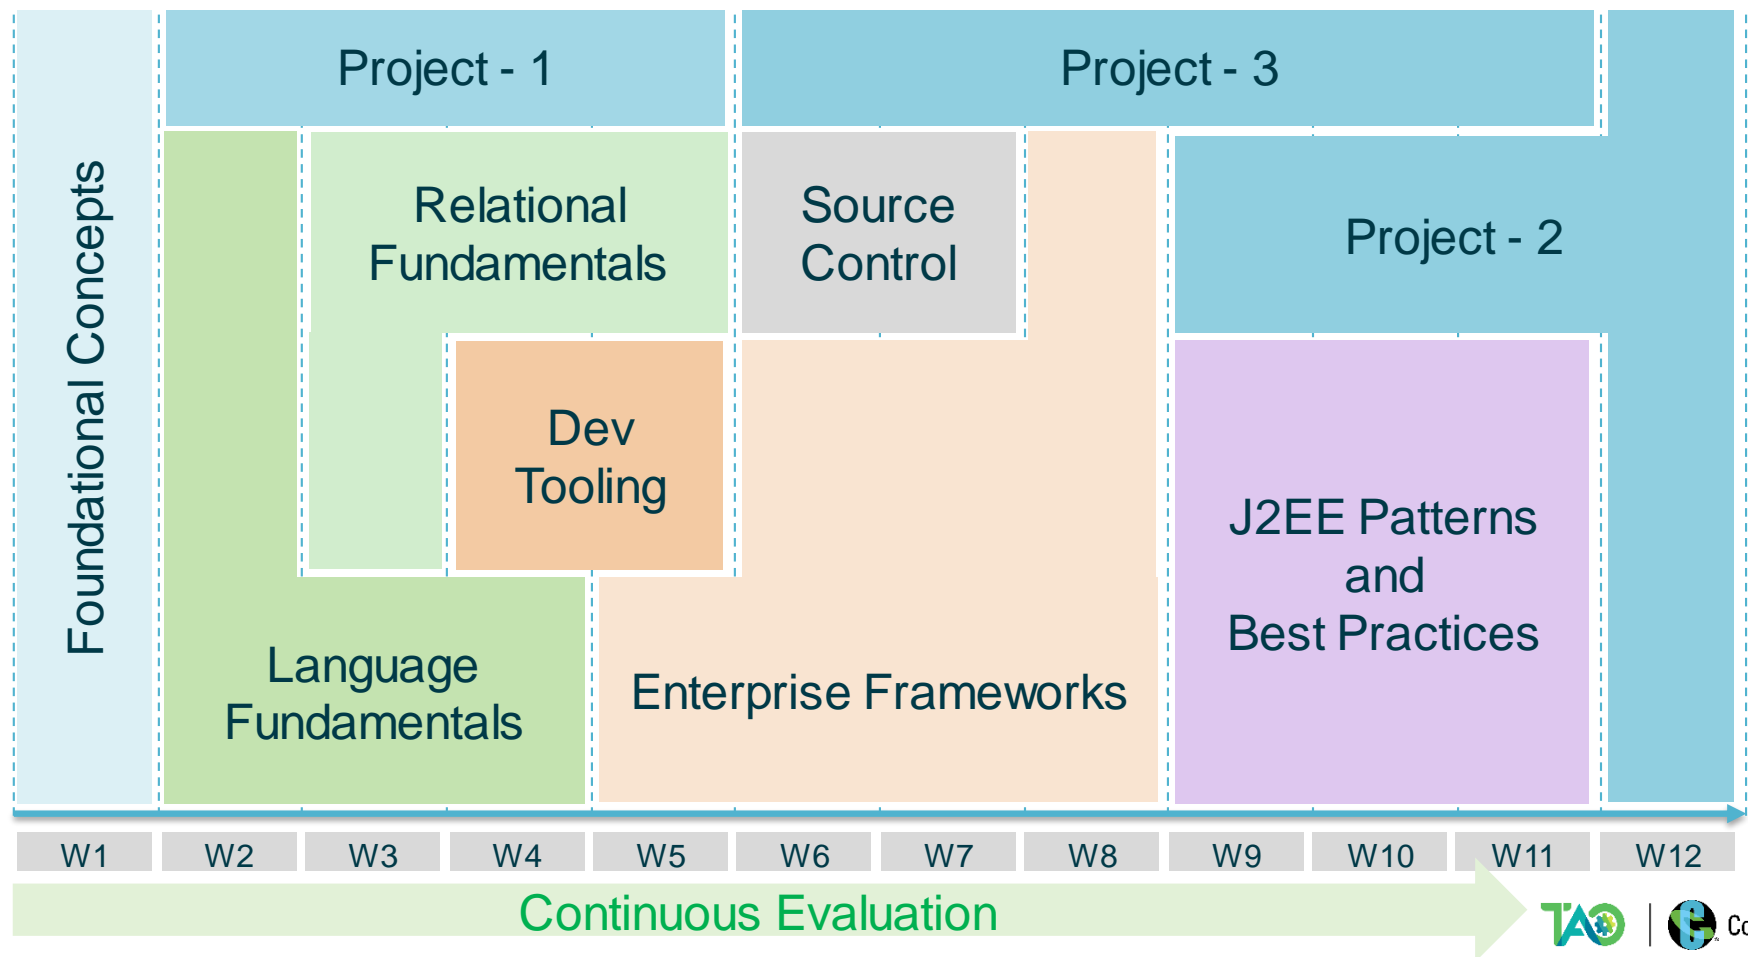 Project - 1
Project - 3
Foundational Concepts
Relational
Fundamentals
Source
Control
Project - 2
Dev
Tooling
J2EE Patterns
and
Best Practices
Language
Fundamentals
Enterprise Frameworks
W1
W2
W3
W4
W5
W6
W7
W8
W9
W10
W11
W12
Continuous Evaluation
TAO